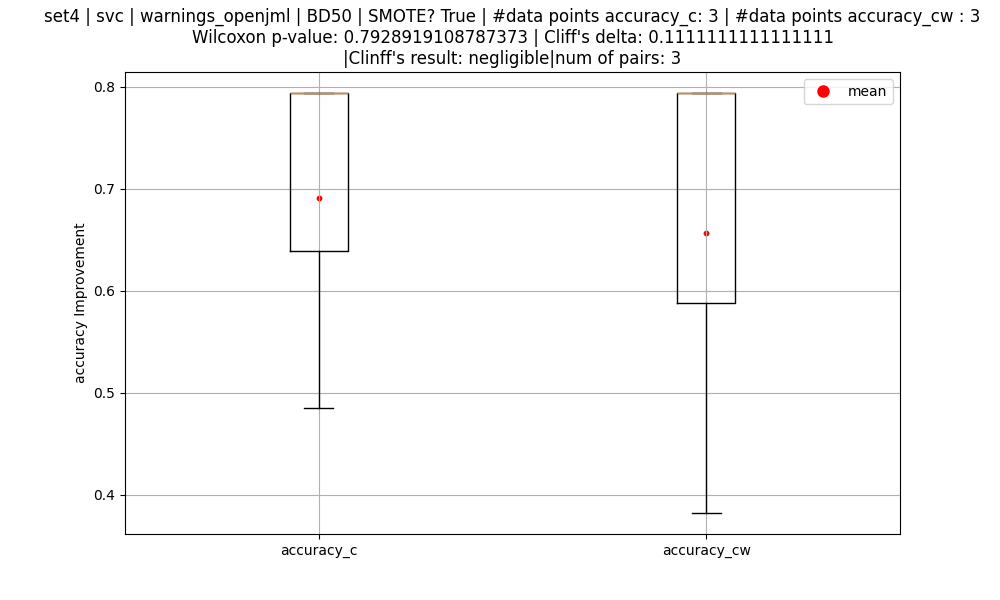 set4 | svc | warnings_openjml | BD50 | SMOTE? True | #data points accuracy_c: 3 | #data points accuracy_cw : 3
Wilcoxon p-value: 0.7928919108787373 | Cliff's delta: 0.1111111111111111
|Clinff's result: negligible|num of pairs: 3
mean
0.8
0.7
0.6
0.5
0.4
accuracy Improvement
accuracy_c
accuracy_cw